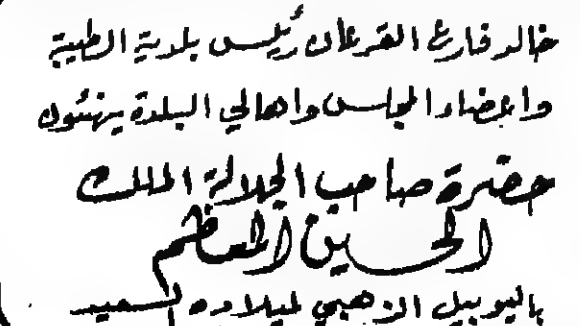 خالد فارع القرعان رئيس بلدية الطيبة
واعضاء المجلس واهالي البلدة يهنئون
حضرة صاحب الجلالة الملك
الحسين المعظم
باليوبيل الذهبي لميلاده السعيد